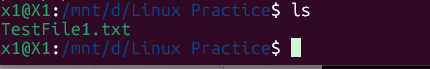 x1@X1:/mnt/d/Linux Practice$ ls
TestFile1.txt
x1@X1:/mnt/d/Linux Practice$